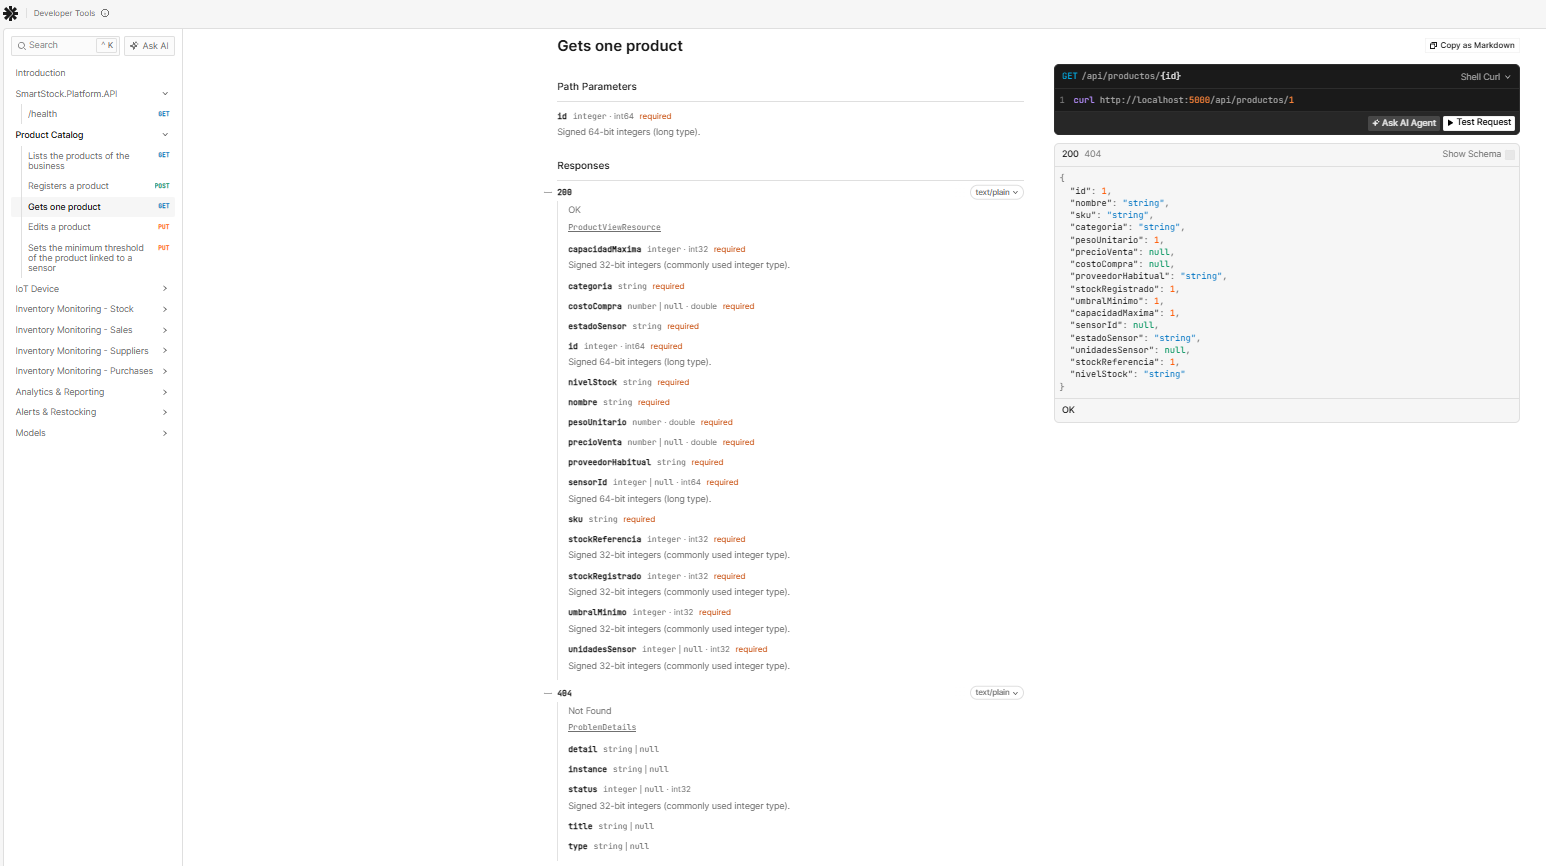 Developer Tools
Search
^ K
Ask AI
Introduction
SmartStock.Platform.API
/health GET
Product Catalog
Lists the products of the business GET
Registers a product POST
Gets one product GET
Edits a product PUT
Sets the minimum threshold of the product linked to a sensor PUT
IoT Device
Inventory Monitoring - Stock
Inventory Monitoring - Sales
Inventory Monitoring - Suppliers
Inventory Monitoring - Purchases
Analytics & Reporting
Alerts & Restocking
Models
Gets one product
Copy as Markdown
Path Parameters
id integer · int64 required
Signed 64-bit integers (long type).
Responses
200 text/plain
OK
ProductViewResource
capacidadMaxima integer · int32 required
Signed 32-bit integers (commonly used integer type).
categoria string required
costoCompra number | null · double required
estadoSensor string required
id integer · int64 required
Signed 64-bit integers (long type).
nivelStock string required
nombre string required
pesoUnitario number · double required
precioVenta number | null · double required
proveedorHabitual string required
sensorId integer | null · int64 required
Signed 64-bit integers (long type).
sku string required
stockReferencia integer · int32 required
Signed 32-bit integers (commonly used integer type).
stockRegistrado integer · int32 required
Signed 32-bit integers (commonly used integer type).
umbralMinimo integer · int32 required
Signed 32-bit integers (commonly used integer type).
unidadesSensor integer | null · int32 required
Signed 32-bit integers (commonly used integer type).
404 text/plain
Not Found
ProblemDetails
detail string | null
instance string | null
status integer | null · int32
Signed 32-bit integers (commonly used integer type).
title string | null
type string | null
GET /api/productos/{id}
Shell Curl
1 curl http://localhost:5000/api/productos/1
Ask AI Agent
Test Request
200 404
Show Schema
{
"id": 1,
"nombre": "string",
"sku": "string",
"categoria": "string",
"pesoUnitario": 1,
"precioVenta": null,
"costoCompra": null,
"proveedorHabitual": "string",
"stockRegistrado": 1,
"umbralMinimo": 1,
"capacidadMaxima": 1,
"sensorId": null,
"estadoSensor": "string",
"unidadesSensor": null,
"stockReferencia": 1,
"nivelStock": "string"
}
OK